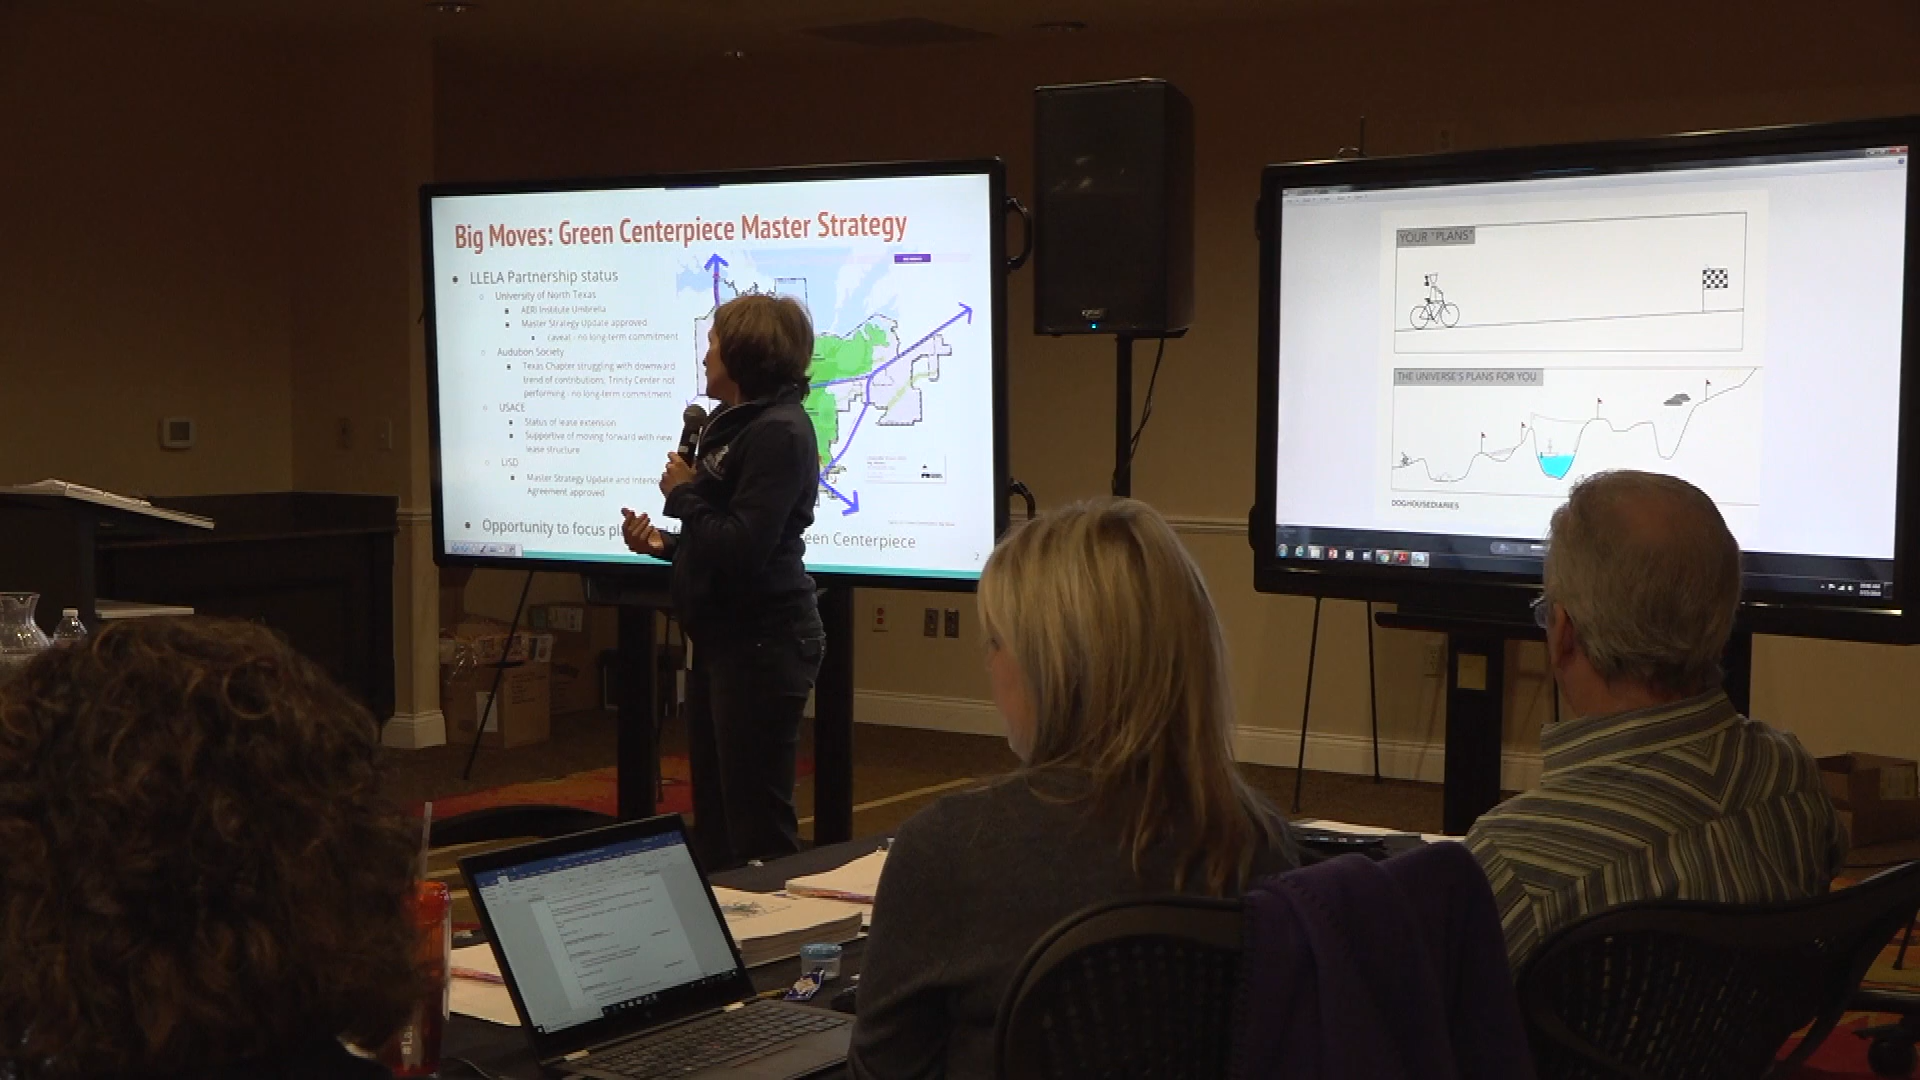 Big Moves: Green Centerpiece Master Strategy
LLELA Partnership status
University of North Texas
AERI Institute Umbrella
Master Strategy Update approved
caveat - no long-term commitment
Audubon Society
Texas Chapter struggling with downward
trend of contributions, Trinity Center not
performing - no long-term commitment
USACE
Status of lease extension
Supportive of moving forward with new
lease structure
LISD
Master Strategy Update and
Agreement approved
Opportunity to focus
Centerpiece
2
YOUR "PLANS"
THE UNIVERSE'S PLANS FOR YOU
DOGHOUSEDIARIES